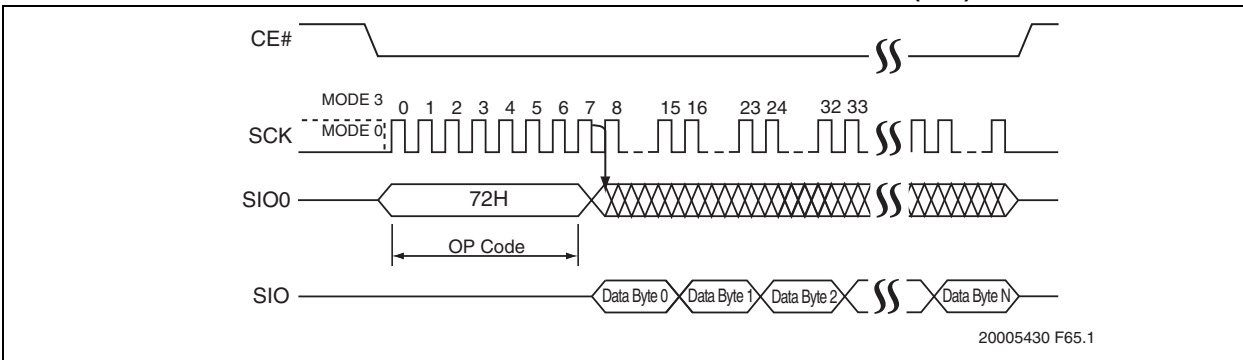 CE#
MODE 3
0 1 2 3 4 5 6 7 8 15 16 23 24 32 33
SCK
MODE 0
SIO0
72H
OP Code
SIO
Data Byte 0 Data Byte 1 Data Byte 2 Data Byte N
20005430 F65.1